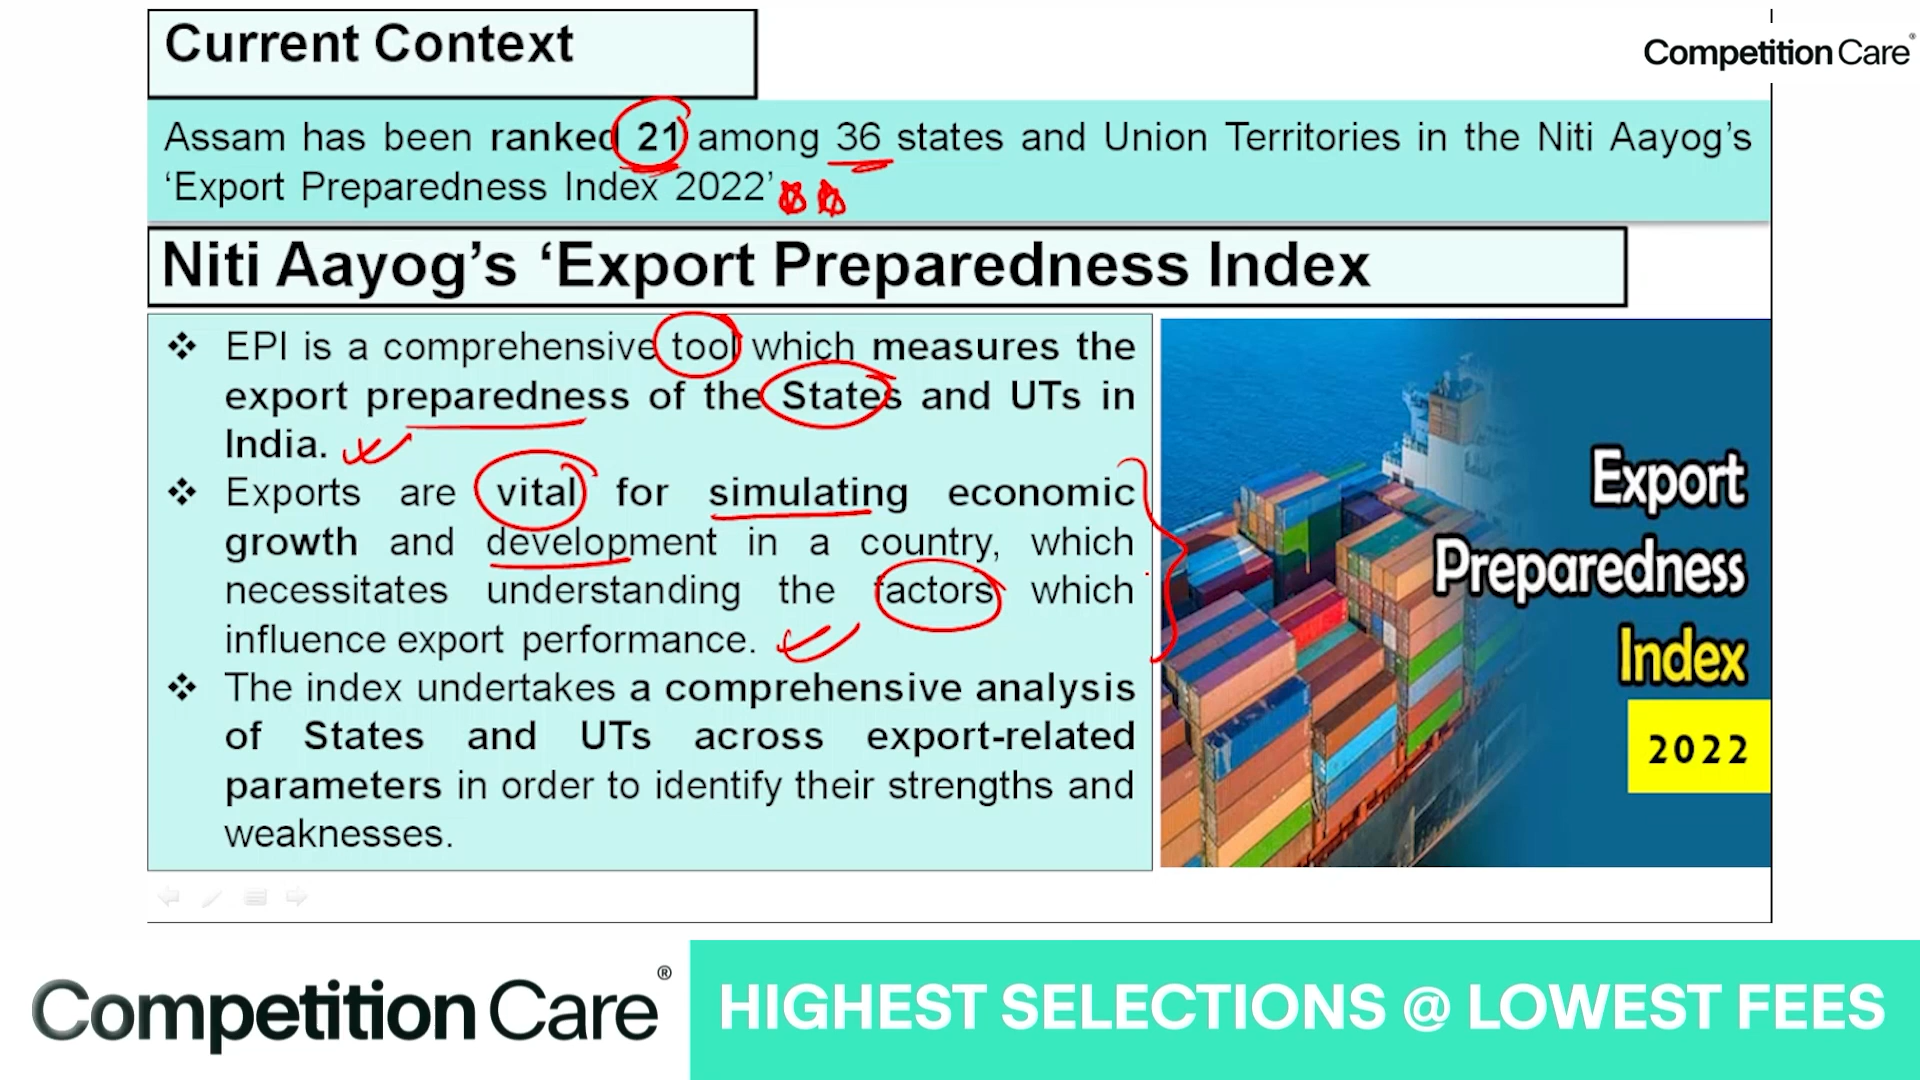 Current Context
Competition Care
Assam has been ranked 21 among 36 states and Union Territories in the Niti Aayog’s
‘Export Preparedness Index 2022’
Niti Aayog’s ‘Export Preparedness Index
❖ EPI is a comprehensive tool which measures the
export preparedness of the States and UTs in
India.
❖ Exports are vital for simulating economic
growth and development in a country, which
necessitates understanding the factors which
influence export performance.
❖ The index undertakes a comprehensive analysis
of States and UTs across export-related
parameters in order to identify their strengths and
weaknesses.
Export
Preparedness
Index
2022
Competition Care®
HIGHEST SELECTIONS @ LOWEST FEES